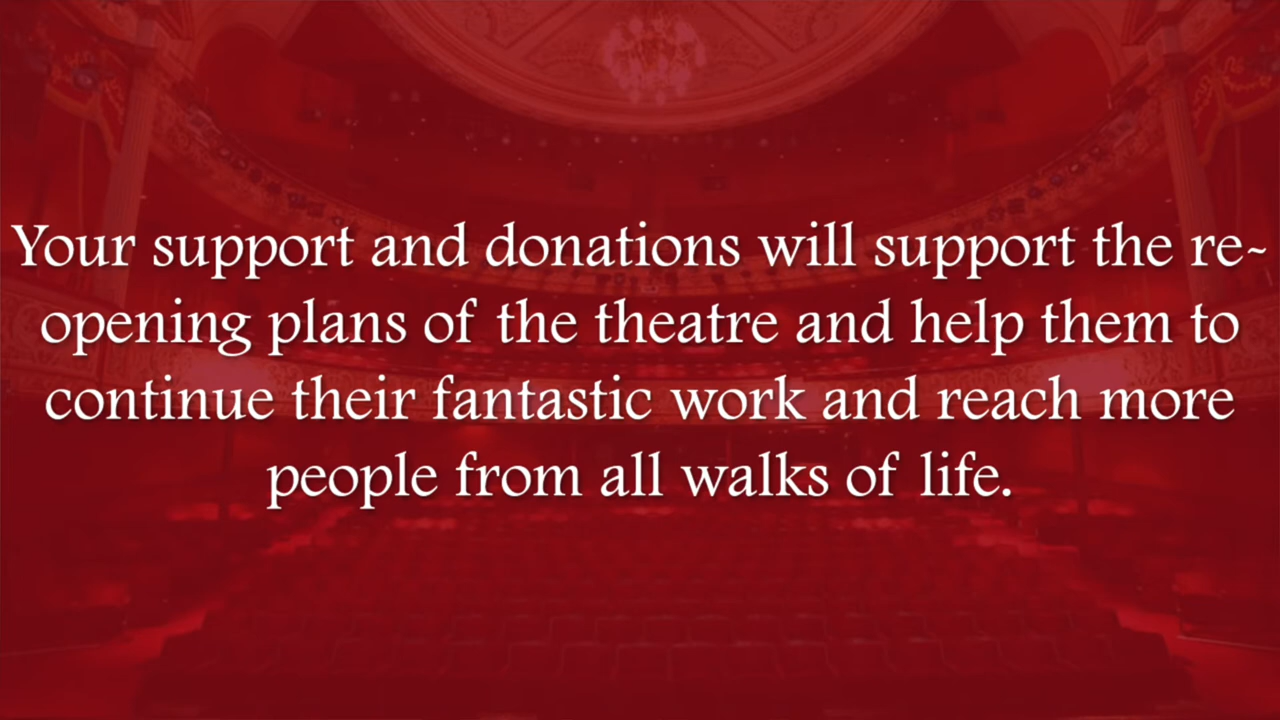 Your support and donations will support the re-
opening plans of the theatre and help them to
continue their fantastic work and reach more
people from all walks of life.